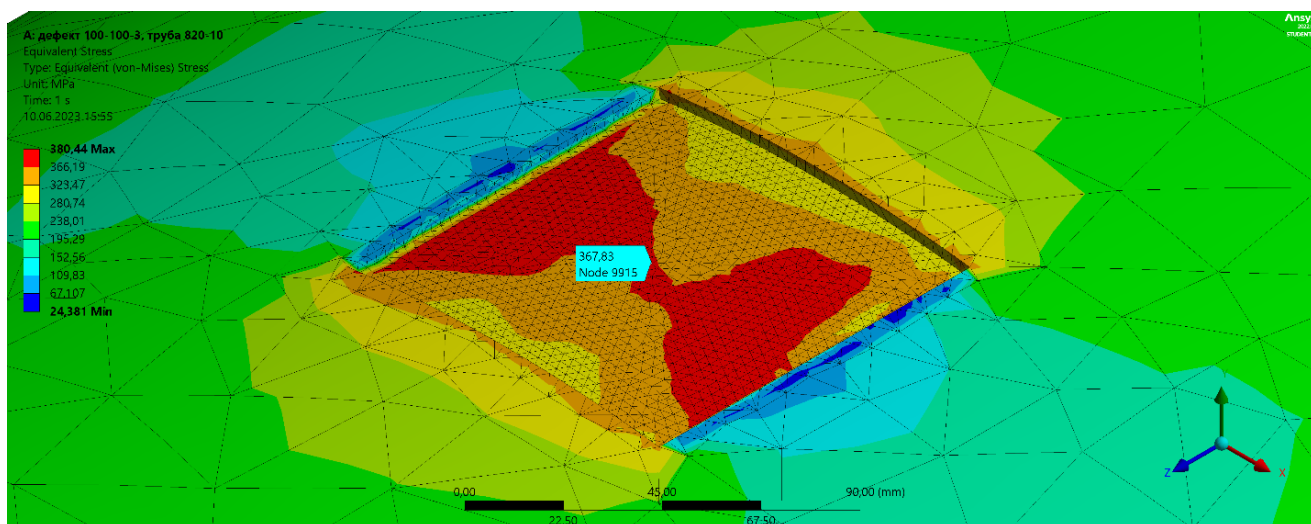 Ansy
2022
STUDENT
A: дефект 100-100-3, труба 820-10
Equivalent Stress
Type: Equivalent (von-Mises) Stress
Unit: MPa
Time: 1 s
10.06.2023 15:55
380,44 Max
366,19
323,47
280,74
238,01
195,29
152,56
109,83
67,107
24,381 Min
367,83
Node 9915
0,00
45,00
90,00 (mm)
22,50
67,50
Y
Z
X